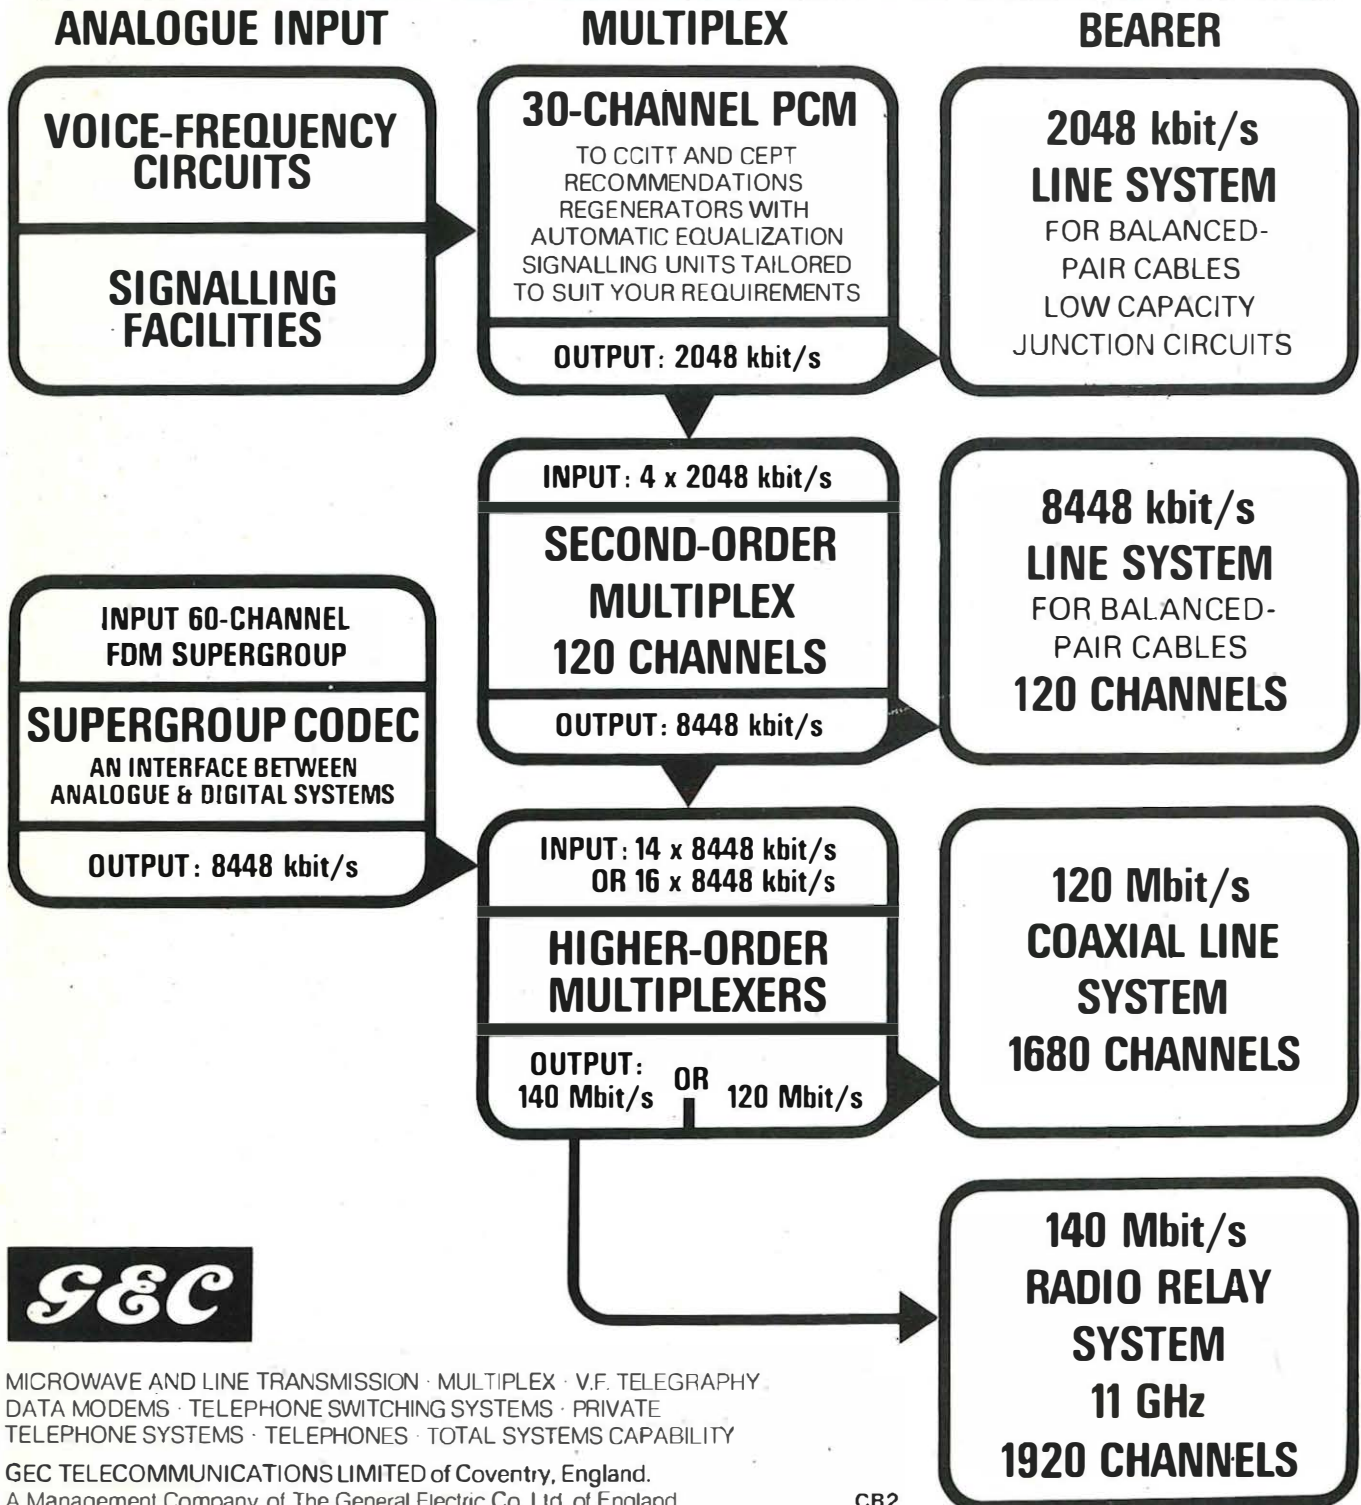 ANALOGUE INPUT
MULTIPLEX
BEARER
VOICE-FREQUENCY
CIRCUITS
SIGNALLING
FACILITIES
30-CHANNEL PCM
TO CCITT AND CEPT
RECOMMENDATIONS
REGENERATORS WITH
AUTOMATIC EQUALIZATION
SIGNALLING UNITS TAILORED
TO SUIT YOUR REQUIREMENTS
OUTPUT: 2048 kbit/s
2048 kbit/s
LINE SYSTEM
FOR BALANCED-
PAIR CABLES
LOW CAPACITY
JUNCTION CIRCUITS
INPUT: 4 x 2048 kbit/s
SECOND-ORDER
MULTIPLEX
120 CHANNELS
OUTPUT: 8448 kbit/s
8448 kbit/s
LINE SYSTEM
FOR BALANCED-
PAIR CABLES
120 CHANNELS
INPUT 60-CHANNEL
FDM SUPERGROUP
SUPERGROUP CODEC
AN INTERFACE BETWEEN
ANALOGUE & DIGITAL SYSTEMS
OUTPUT: 8448 kbit/s
INPUT: 14 x 8448 kbit/s
OR 16 x 8448 kbit/s
HIGHER-ORDER
MULTIPLEXERS
OUTPUT:
140 Mbit/s OR 120 Mbit/s
120 Mbit/s
COAXIAL LINE
SYSTEM
1680 CHANNELS
140 Mbit/s
RADIO RELAY
SYSTEM
11 GHz
1920 CHANNELS
GEC
MICROWAVE AND LINE TRANSMISSION · MULTIPLEX · V.F. TELEGRAPHY
DATA MODEMS · TELEPHONE SWITCHING SYSTEMS · PRIVATE
TELEPHONE SYSTEMS · TELEPHONES · TOTAL SYSTEMS CAPABILITY
GEC TELECOMMUNICATIONS LIMITED of Coventry, England.
A Management Company of The General Electric Co. Ltd. of England
CB2